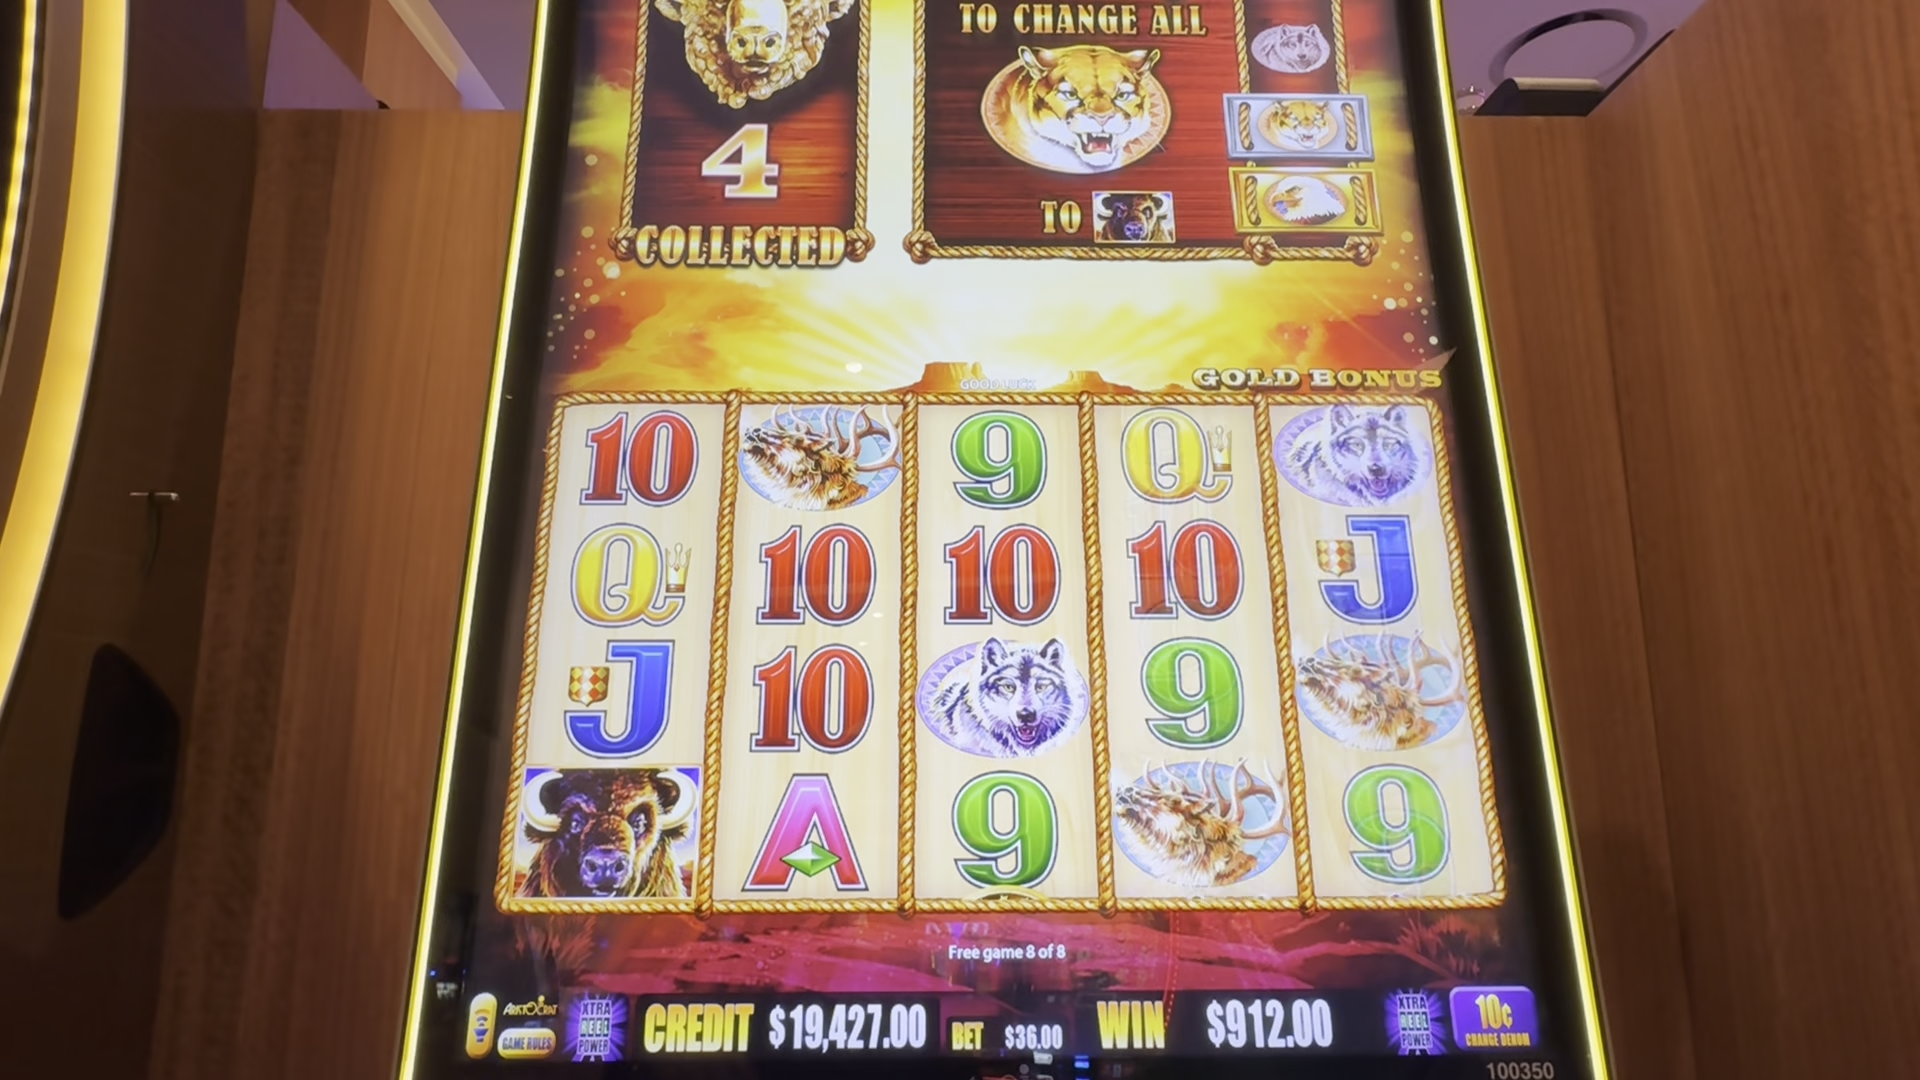 TO CHANGE ALL
4
COLLECTED
TO
GOOD LUCK
GOLD BONUS
10 9 Q
Q 10 10 10 J
J 10 9
A 9 9
Free game 8 of 8
ARISTOCRAT
GAME RULES
XTRA REEL POWER
CREDIT $19,427.00
BET $36.00
WIN $912.00
XTRA REEL POWER
10¢
CHANGE DENOM
100350